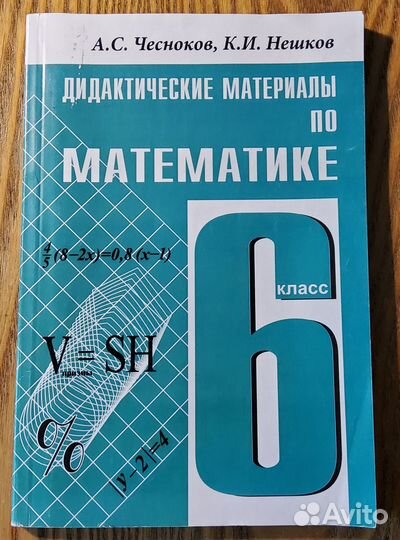 А.С. Чесноков, К.И. Нешков
ДИДАКТИЧЕСКИЕ МАТЕРИАЛЫ
ПО
МАТЕМАТИКЕ
4/5(8−2x)=0,8(x−1)
6
класс
V = SH
призмы
%
|y−2|=4
Avito